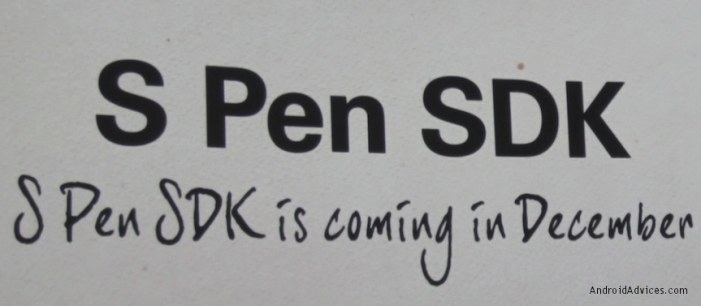 S Pen SDK
S Pen SDK is coming in December
AndroidAdvices.com